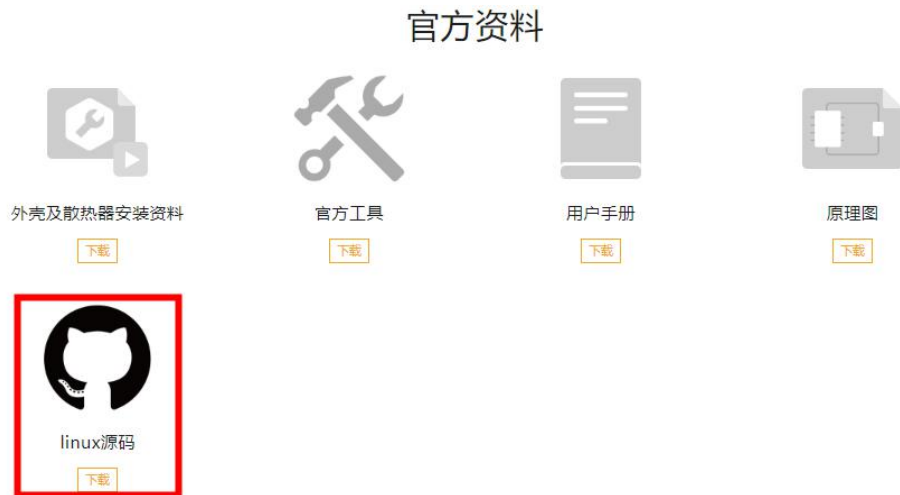 官方资料
外壳及散热器安装资料
官方工具
用户手册
原理图
下载
下载
下载
下载
linux源码
下载